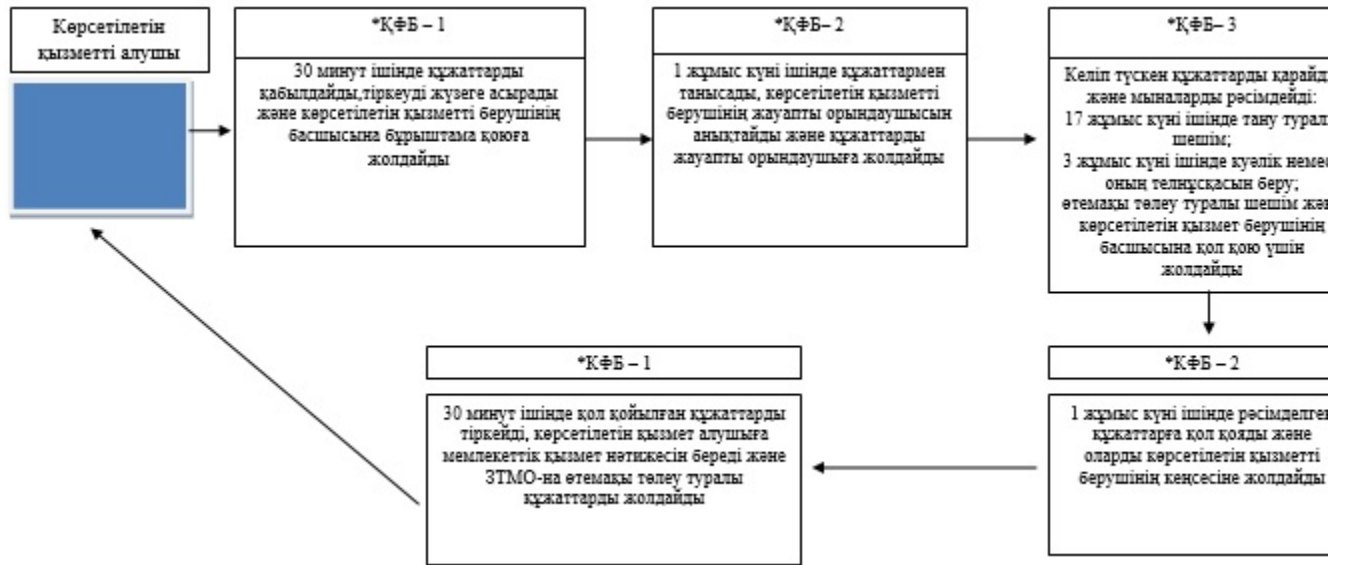 Көрсетілетін
қызметті алушы
*ҚФБ – 1
30 минут ішінде құжаттарды
қабылдайды,тіркеуді жүзеге асырады
және көрсетілетін қызметті берушінің
басшысына бұрыштама қоюға
жолдайды
*ҚФБ– 2
1 жұмыс күні ішінде құжаттармен
танысады, көрсетілетін қызметті
берушінің жауапты орындаушысын
анықтайды және құжаттарды
жауапты орындаушыға жолдайды
*ҚФБ– 3
Келіп түскен құжаттарды
және мыналарды рәсімдейді:
17 жұмыс күні ішінде тану
шешім;
3 жұмыс күні ішінде куәлік
оның телнұсқасын беру;
өтемақы төлеу туралы шешім
көрсетілетін қызмет берушінің
басшысына қол қою үшін
жолдайды
*ҚФБ – 2
1 жұмыс күні ішінде
құжаттарға қол қояды және
оларды көрсетілетін қызметті
берушінің кеңсесіне жолдайды
*ҚФБ – 1
30 минут ішінде қол қойылған құжаттарды
тіркейді, көрсетілетін қызмет алушыға
мемлекеттік қызмет нәтижесін береді және
ЗТМО-на өтемақы төлеу туралы
құжаттарды жолдайды